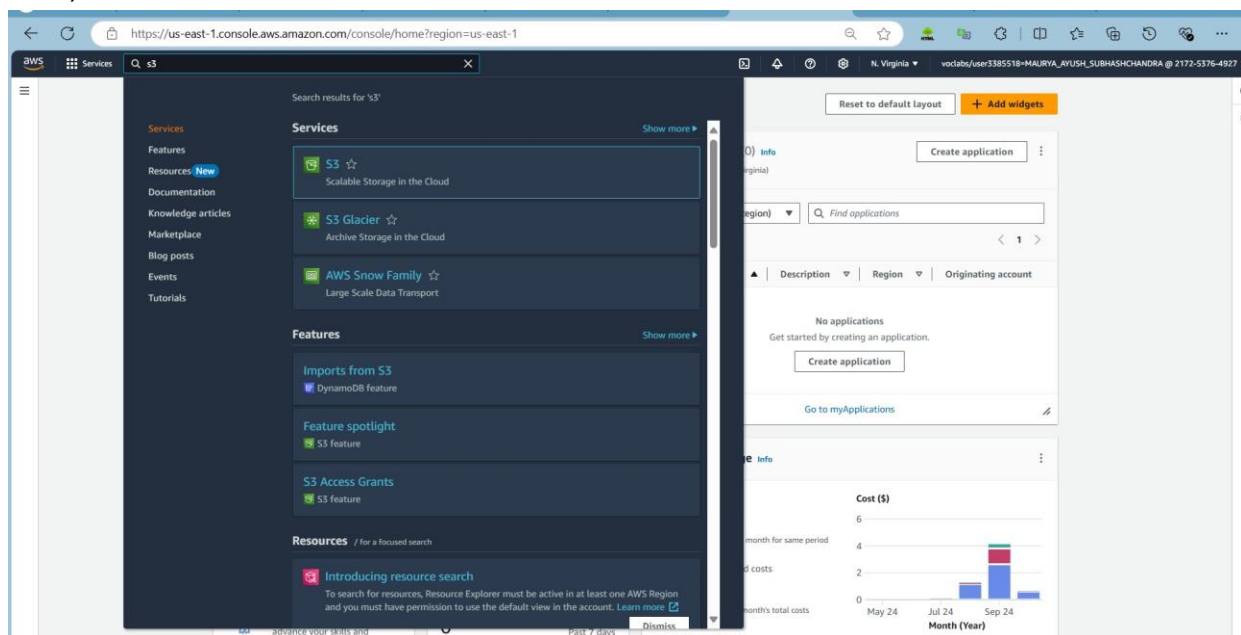 https://us-east-1.console.aws.amazon.com/console/home?region=us-east-1
aws
Services
s3
N. Virginia
voclabs/user3385518=MAURYA_AYUSH_SUBHASHCHANDRA @ 2172-5376-4927
Search results for 's3'
Services
Features
Resources New
Documentation
Knowledge articles
Marketplace
Blog posts
Events
Tutorials
Services
Show more
S3
Scalable Storage in the Cloud
S3 Glacier
Archive Storage in the Cloud
AWS Snow Family
Large Scale Data Transport
Features
Show more
Imports from S3
DynamoDB feature
Feature spotlight
S3 feature
S3 Access Grants
S3 feature
Resources / for a focused search
Introducing resource search
To search for resources, Resource Explorer must be active in at least one AWS Region
and you must have permission to use the default view in the account. Learn more
Dismiss
Reset to default layout
+ Add widgets
0) Info
Create application
Find applications
1
Description
Region
Originating account
No applications
Get started by creating an application.
Create application
Go to myApplications
Info
Cost ($)
6
4
2
0
May 24 Jul 24 Sep 24
Month (Year)
month for same period
costs
month's total costs
advance your skills and
Past 7 days